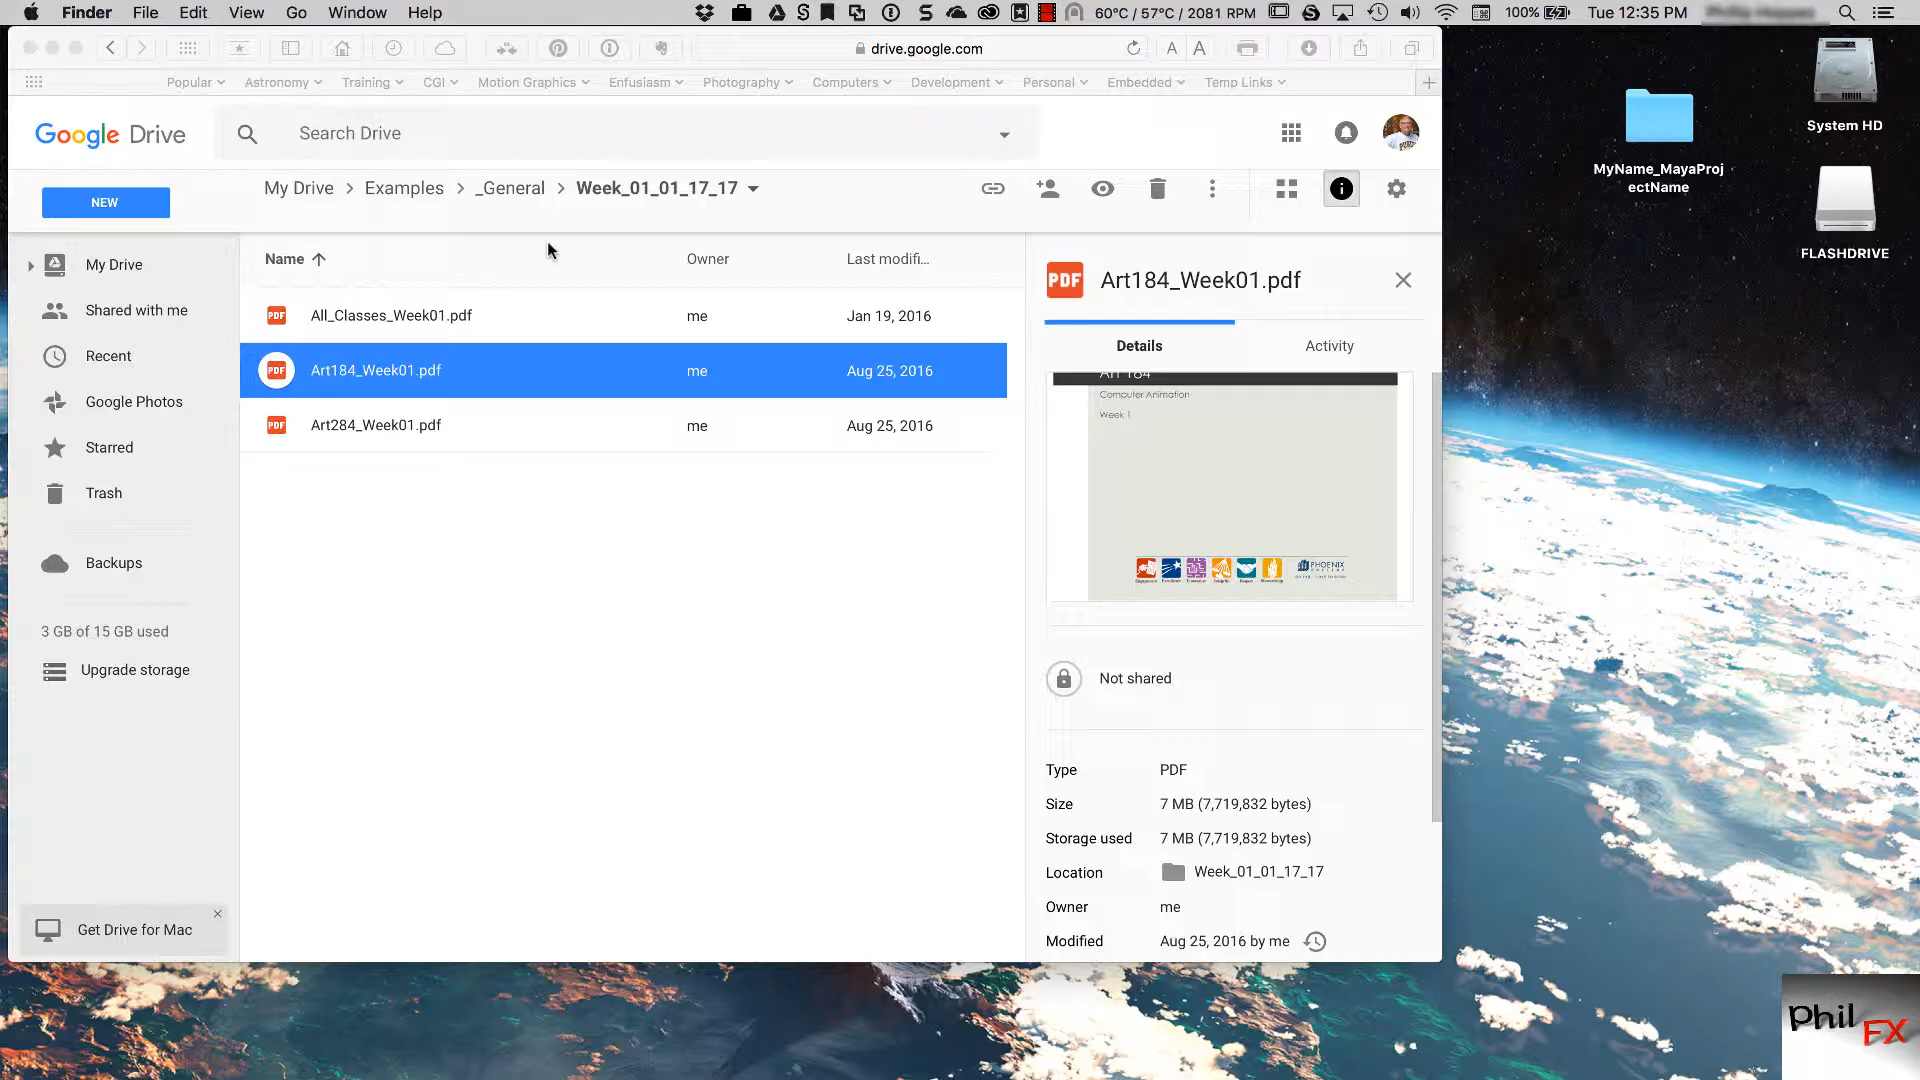 Finder File Edit View Go Window Help 60°C / 57°C / 2081 RPM 100% Tue 12:35 PM
drive.google.com A A
Popular Astronomy Training CGI Motion Graphics Enfusiasm Photography Computers Development Personal Embedded Temp Links
Google Drive Search Drive
NEW My Drive > Examples > _General > Week_01_01_17_17
Name Owner Last modifi...
All_Classes_Week01.pdf me Jan 19, 2016
Art184_Week01.pdf me Aug 25, 2016
Art284_Week01.pdf me Aug 25, 2016
My Drive
Shared with me
Recent
Google Photos
Starred
Trash
Backups
3 GB of 15 GB used
Upgrade storage
Get Drive for Mac
PDF Art184_Week01.pdf
Details Activity
Art 184
Computer Animation
Week 1
PHOENIX
Not shared
Type PDF
Size 7 MB (7,719,832 bytes)
Storage used 7 MB (7,719,832 bytes)
Location Week_01_01_17_17
Owner me
Modified Aug 25, 2016 by me
System HD
MyName_MayaProj
ectName
FLASHDRIVE
Phil FX